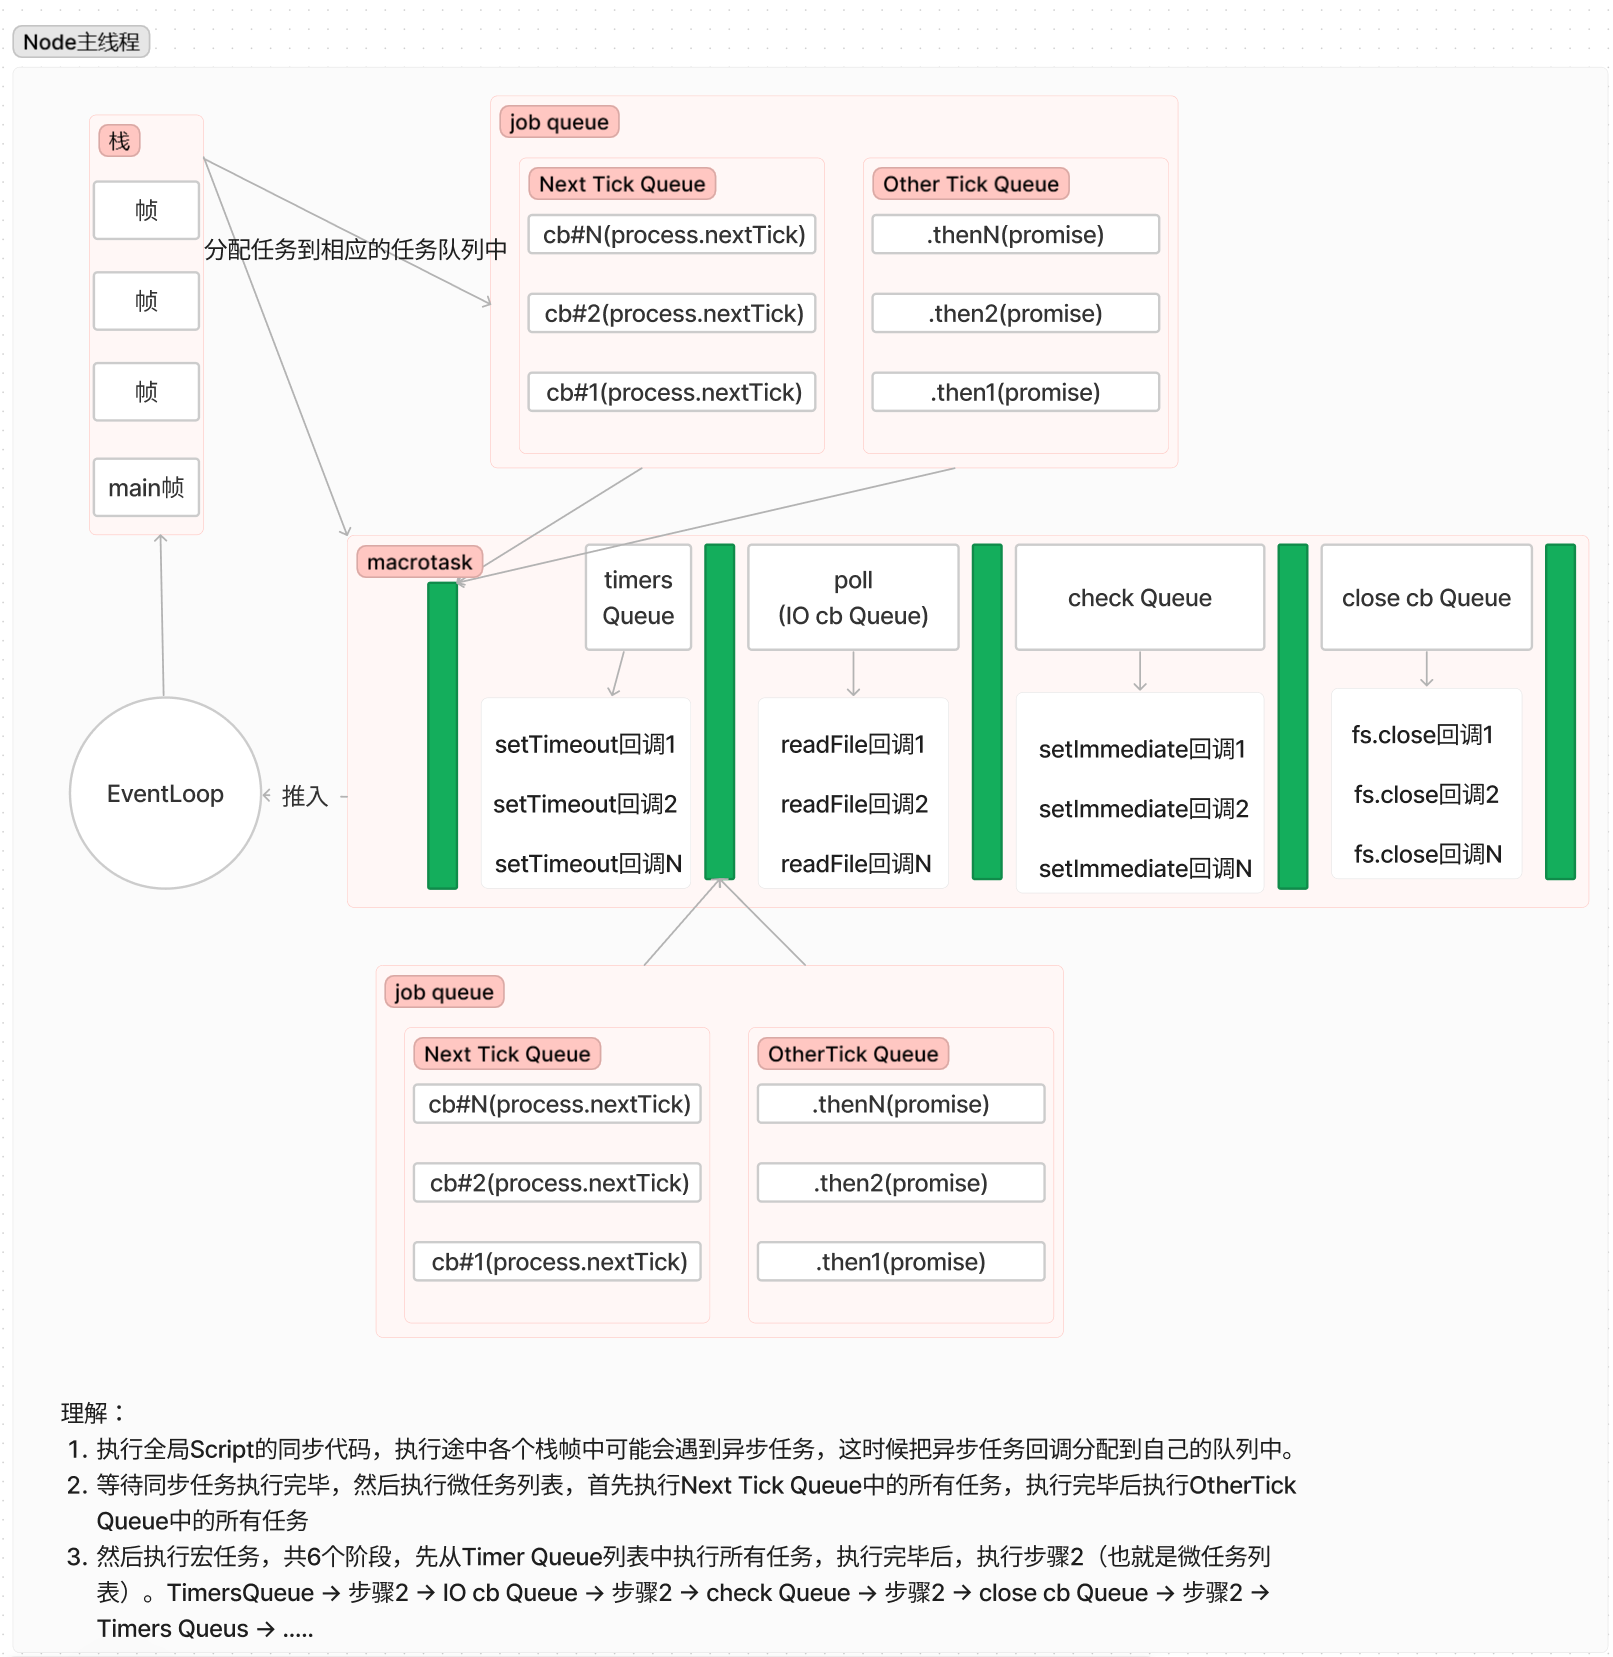 Node主线程
栈
帧
帧
帧
main帧
分配任务到相应的任务队列中
job queue
Next Tick Queue
cb#N(process.nextTick)
cb#2(process.nextTick)
cb#1(process.nextTick)
Other Tick Queue
.thenN(promise)
.then2(promise)
.then1(promise)
macrotask
timers
Queue
poll
(IO cb Queue)
check Queue
close cb Queue
setTimeout回调1
setTimeout回调2
setTimeout回调N
readFile回调1
readFile回调2
readFile回调N
setImmediate回调1
setImmediate回调2
setImmediate回调N
fs.close回调1
fs.close回调2
fs.close回调N
EventLoop
推入
job queue
Next Tick Queue
cb#N(process.nextTick)
cb#2(process.nextTick)
cb#1(process.nextTick)
OtherTick Queue
.thenN(promise)
.then2(promise)
.then1(promise)
理解：
1. 执行全局Script的同步代码，执行途中各个栈帧中可能会遇到异步任务，这时候把异步任务回调分配到自己的队列中。
2. 等待同步任务执行完毕，然后执行微任务列表，首先执行Next Tick Queue中的所有任务，执行完毕后执行OtherTick
Queue中的所有任务
3. 然后执行宏任务，共6个阶段，先从Timer Queue列表中执行所有任务，执行完毕后，执行步骤2（也就是微任务列
表）。TimersQueue → 步骤2 → IO cb Queue → 步骤2 → check Queue → 步骤2 → close cb Queue → 步骤2 →
Timers Queus → .....